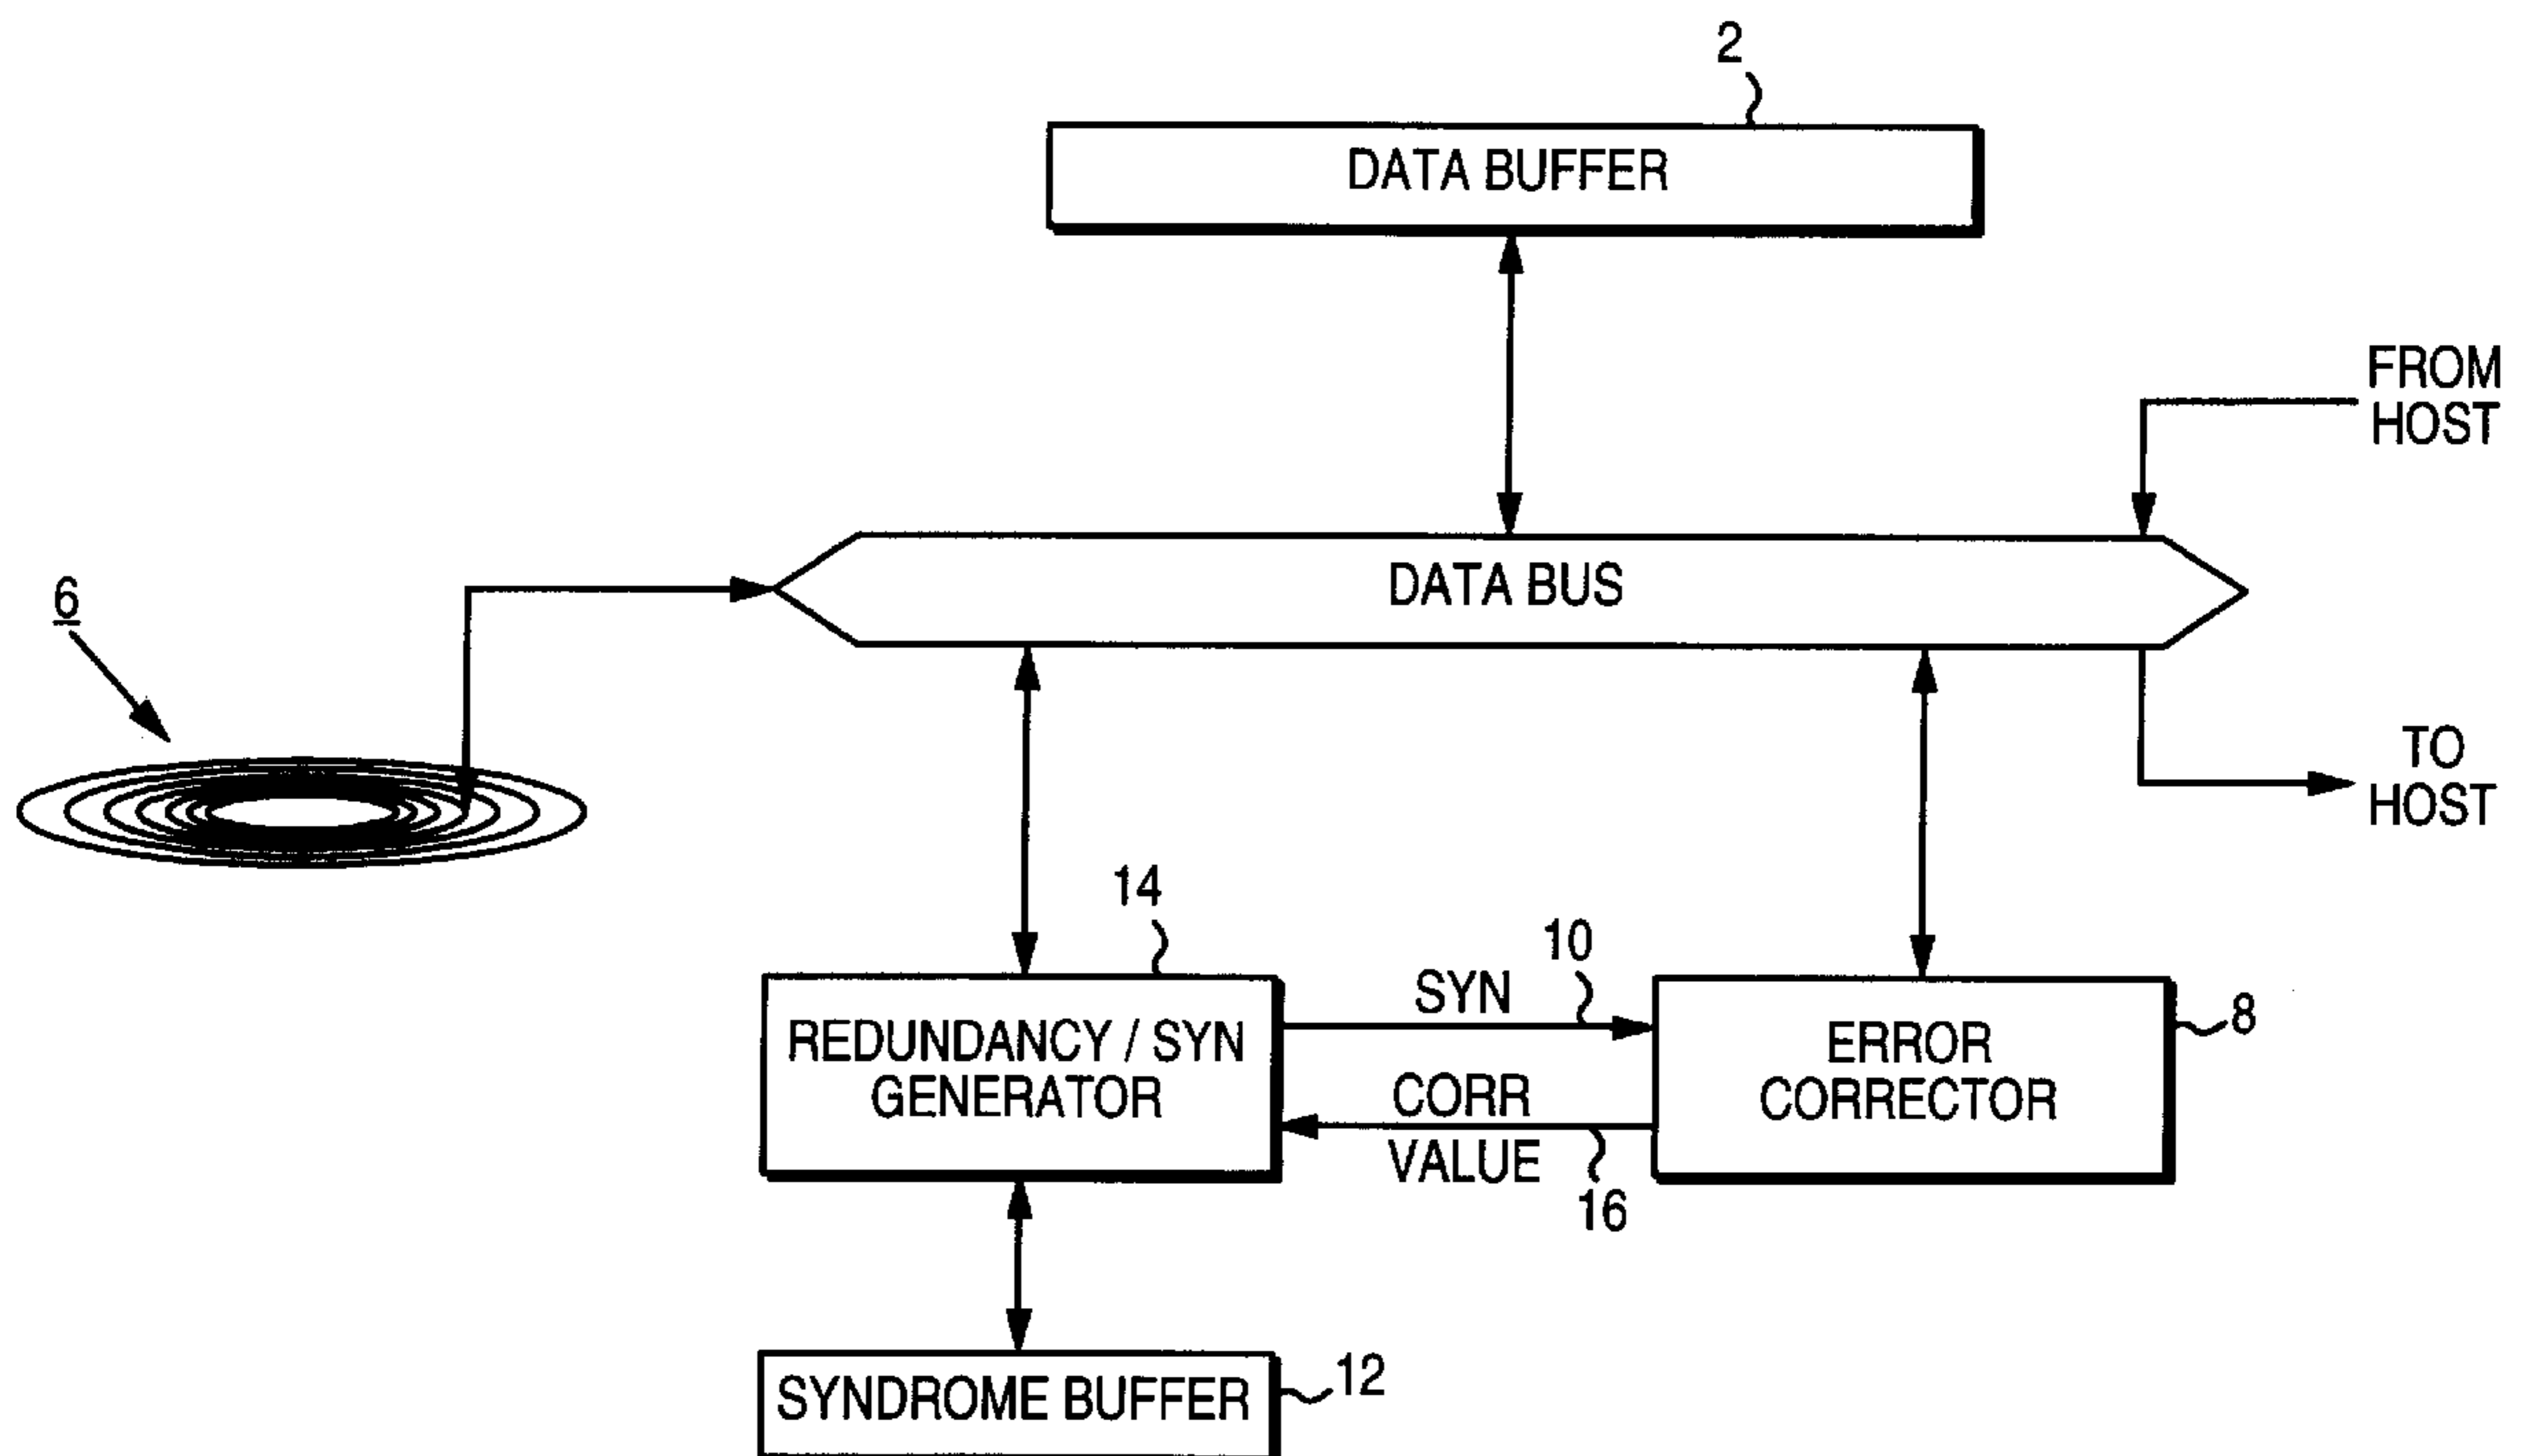 2
DATA BUFFER
FROM
HOST
DATA BUS
6
TO
HOST
14
10
SYN
REDUNDANCY / SYN
GENERATOR
ERROR
CORRECTOR
8
CORR
VALUE
16
SYNDROME BUFFER
12